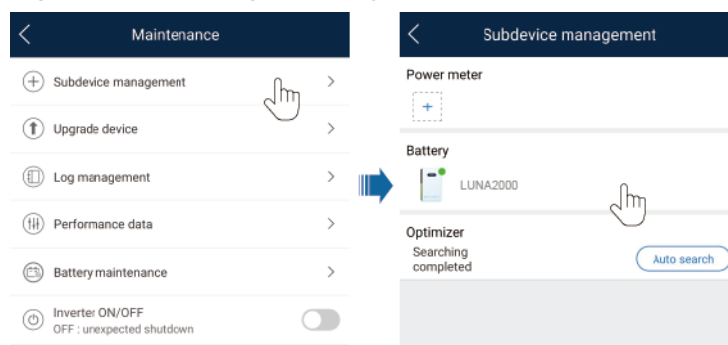 Maintenance
Subdevice management
Upgrade device
Log management
Performance data
Battery maintenance
Inverter ON/OFF
OFF : unexpected shutdown
Subdevice management
Power meter
+
Battery
LUNA2000
Optimizer
Searching
completed
Auto search